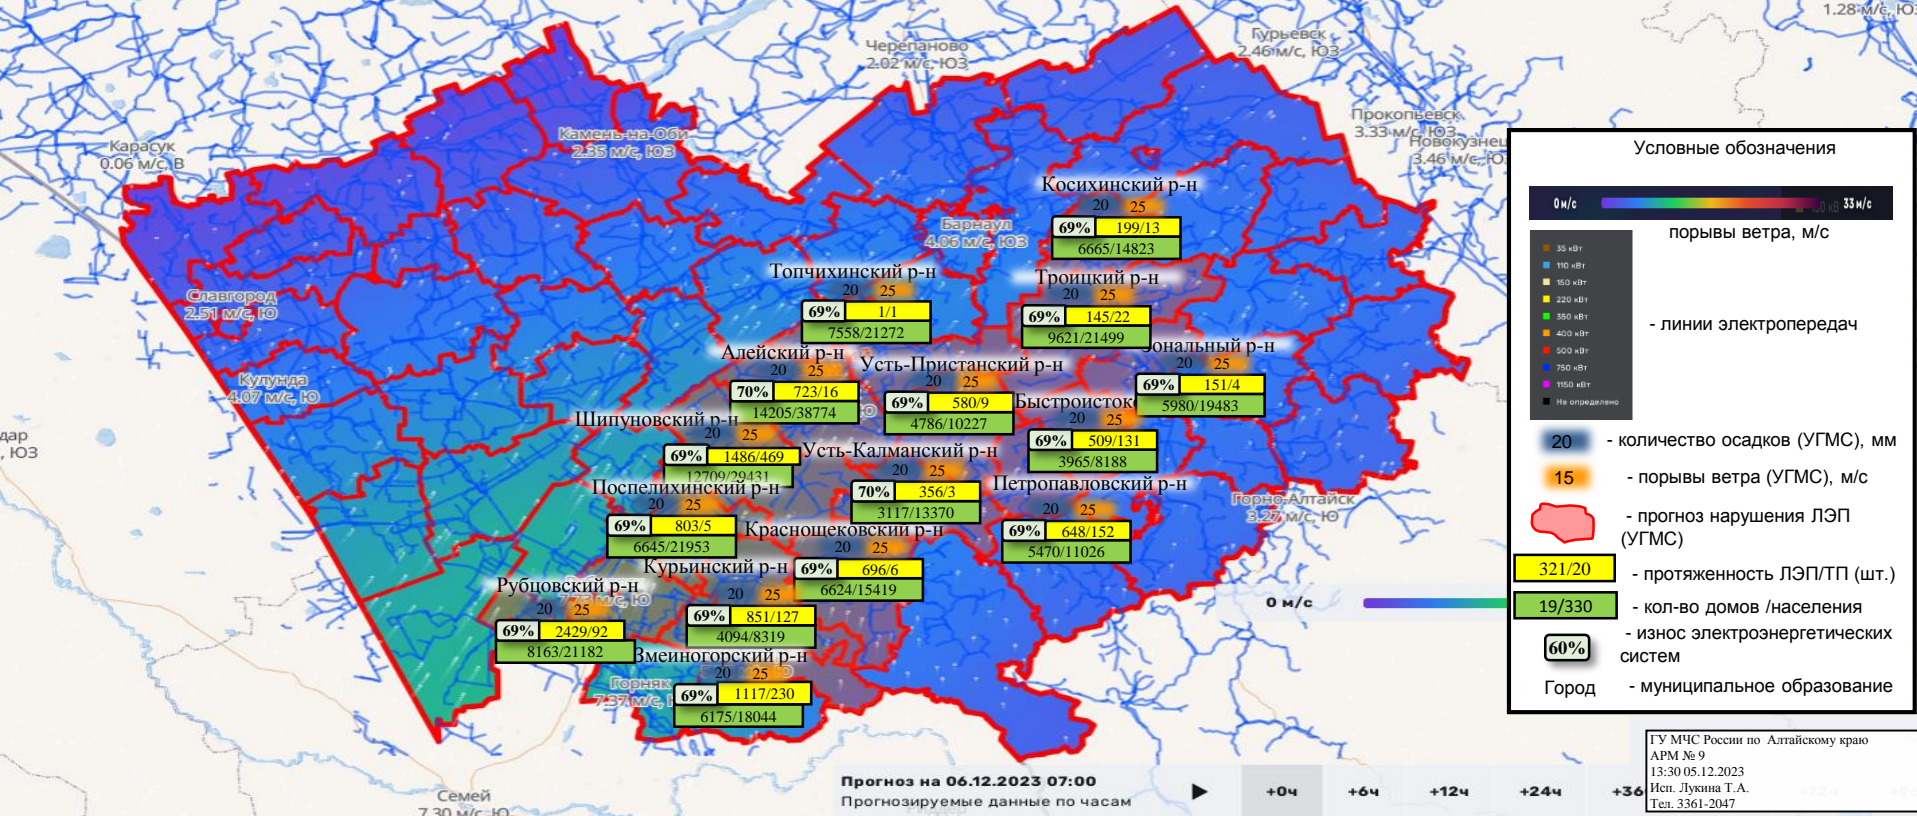 1.28 м/с, ЮЗ
Гурьевск
2.46 м/с, ЮЗ
Черепаново
2.02 м/с, ЮЗ
Прокопьевск
3.33 м/с, ЮЗ
3.46 м/с, ЮЗ
Камень-на-Оби
2.35 м/с, ЮЗ
Карасук
0.06 м/с, В
Барнаул
4.06 м/с, ЮЗ
Славгород
2.51 м/с, Ю
Кулунда
4.07 м/с, Ю
дар
, ЮЗ
Горно-Алтайск
3.27 м/с, Ю
Горняк
7.37 м/с,
Семей
7.30 м/с, Ю
Косихинский р-н
20 25
69% 199/13
6665/14823
Топчихинский р-н
20 25
69% 1/1
7558/21272
Троицкий р-н
20 25
69% 145/22
9621/21499
Зональный р-н
20 25
69% 151/4
5980/19483
Алейский р-н
20 25
70% 723/16
14205/38774
Усть-Пристанский р-н
20 25
69% 580/9
4786/10227
Быстроисток
20 25
69% 509/131
3965/8188
Шипуновский р-н
20 25
69% 1486/469
12709/29431
Усть-Калманский р-н
20 25
70% 356/3
3117/13370
Петропавловский р-н
20 25
69% 648/152
5470/11026
Поспелихинский р-н
20 25
69% 803/5
6645/21953
Краснощековский р-н
20 25
69% 696/6
6624/15419
Курьинский р-н
20 25
69% 851/127
4094/8319
Рубцовский р-н
20 25
69% 2429/92
8163/21182
Змеиногорский р-н
20 25
69% 1117/230
6175/18044
0 м/с
Условные обозначения
0 м/с 33 м/с
порывы ветра, м/с
35 кВт
110 кВт
150 кВт
220 кВт
350 кВт
400 кВт
500 кВт
750 кВт
1150 кВт
Не определено
- линии электропередач
20 - количество осадков (УГМС), мм
15 - порывы ветра (УГМС), м/с
- прогноз нарушения ЛЭП
(УГМС)
321/20 - протяженность ЛЭП/ТП (шт.)
19/330 - кол-во домов /населения
60% - износ электроэнергетических
систем
Город - муниципальное образование
Прогноз на 06.12.2023 07:00
Прогнозируемые данные по часам
+0ч +6ч +12ч +24ч +36
ГУ МЧС России по Алтайскому краю
АРМ № 9
13:30 05.12.2023
Исп. Лукина Т.А.
Тел. 3361-2047